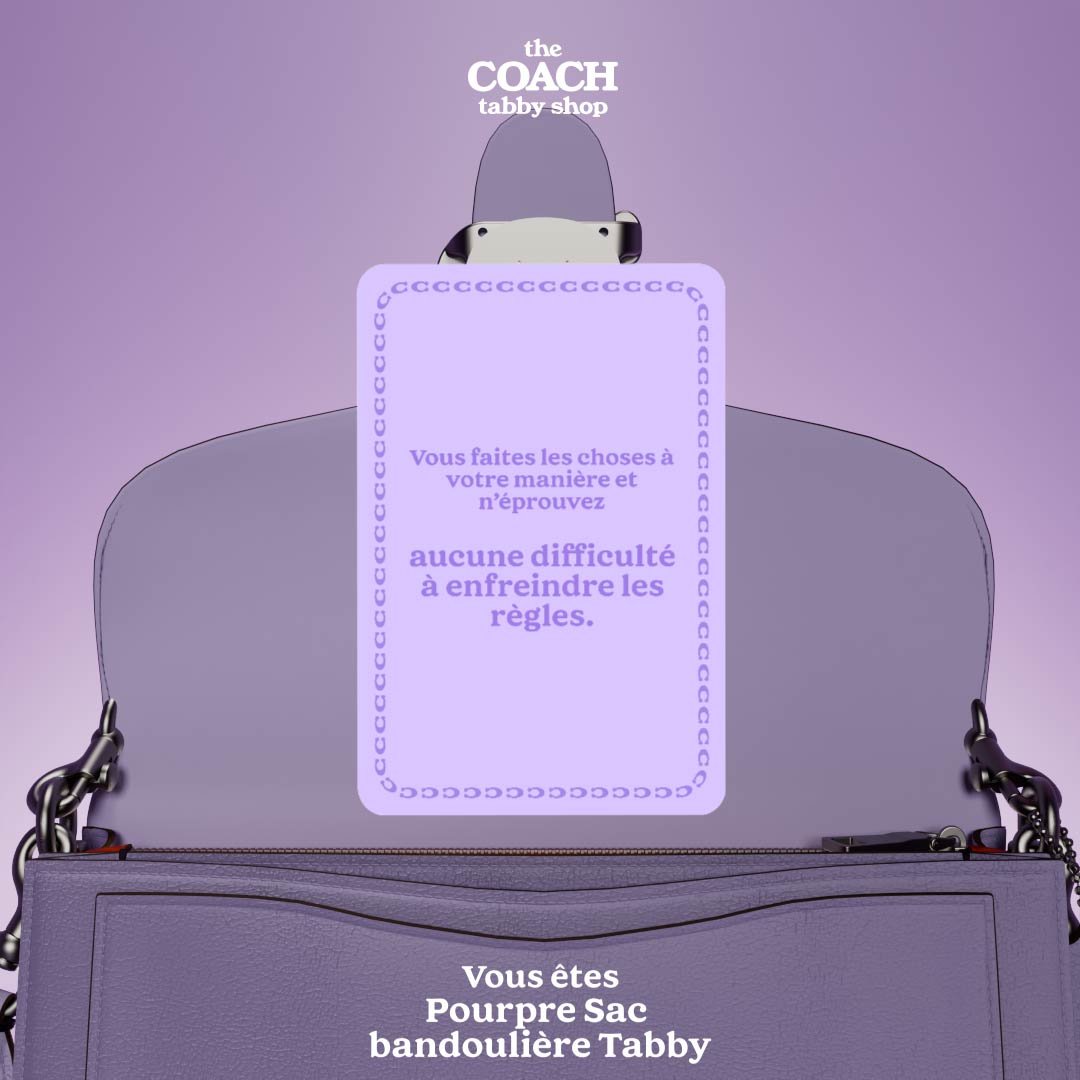 the
COACH
tabby shop
Vous faites les choses à
votre manière et
n’éprouvez
aucune difficulté
à enfreindre les
règles.
Vous êtes
Pourpre Sac
bandoulière Tabby